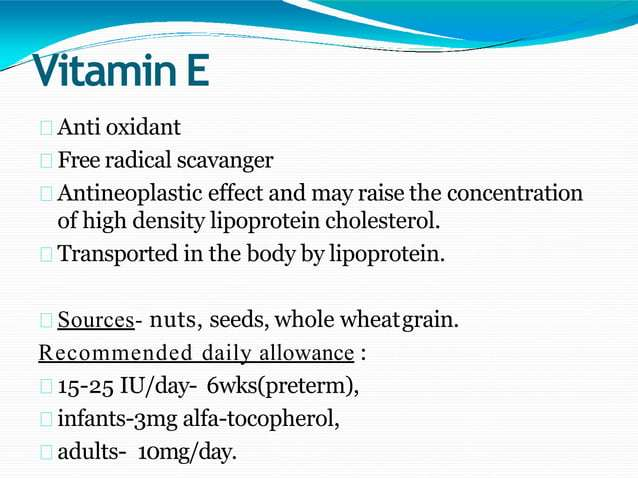 Vitamin E
Anti oxidant
Free radical scavanger
Antineoplastic effect and may raise the concentration
of high density lipoprotein cholesterol.
Transported in the body by lipoprotein.
Sources- nuts, seeds, whole wheat grain.
Recommended daily allowance :
15-25 IU/day- 6wks(preterm),
infants-3mg alfa-tocopherol,
adults- 10mg/day.